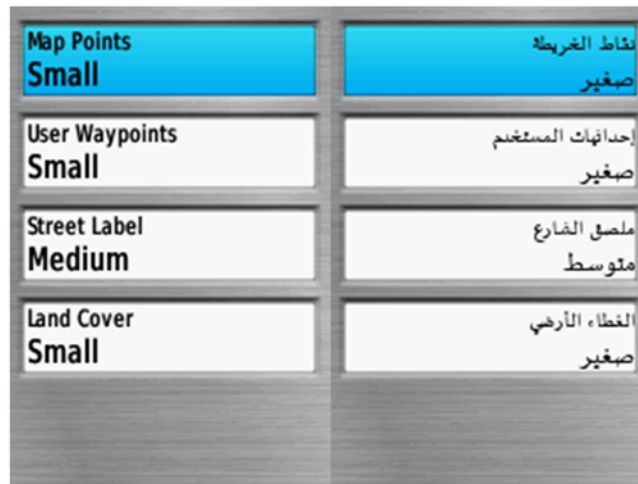 Map Points
Small
User Waypoints
Small
Street Label
Medium
Land Cover
Small
نقاط الخريطة
صغير
إحداثيات المستخدم
صغير
ملصق الشارع
متوسط
الغطاء الأرضي
صغير